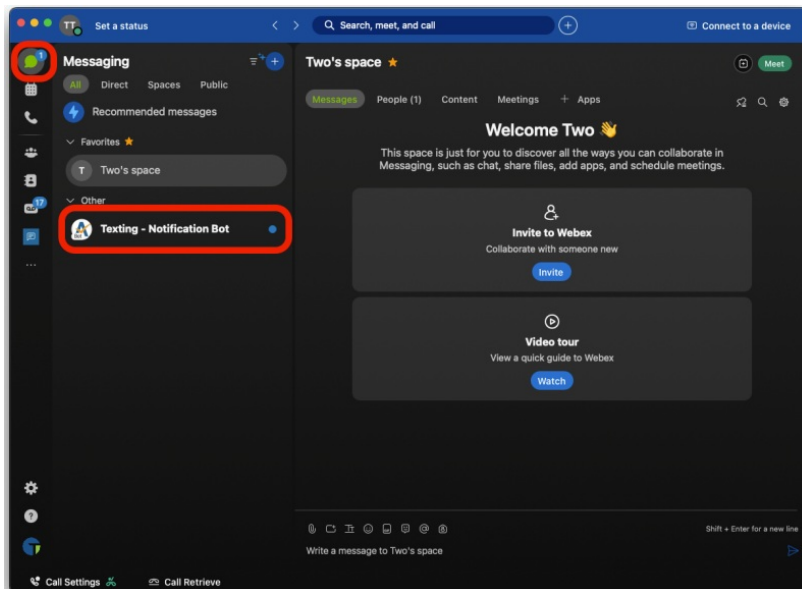 TT Set a status
Search, meet, and call
Connect to a device
1
Messaging
All Direct Spaces Public
Recommended messages
Favorites
T Two's space
Other
17
Texting - Notification Bot
Two's space
Meet
Messages People (1) Content Meetings + Apps
Welcome Two 👋
This space is just for you to discover all the ways you can collaborate in
Messaging, such as chat, share files, add apps, and schedule meetings.
Invite to Webex
Collaborate with someone new
Invite
Video tour
View a quick guide to Webex
Watch
Shift + Enter for a new line
Write a message to Two's space
Call Settings Call Retrieve